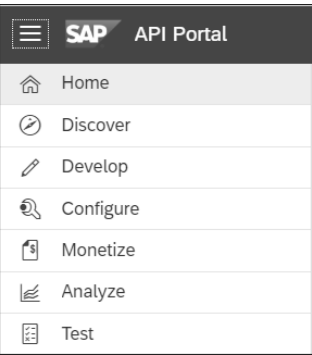 SAP API Portal
Home
Discover
Develop
Configure
Monetize
Analyze
Test